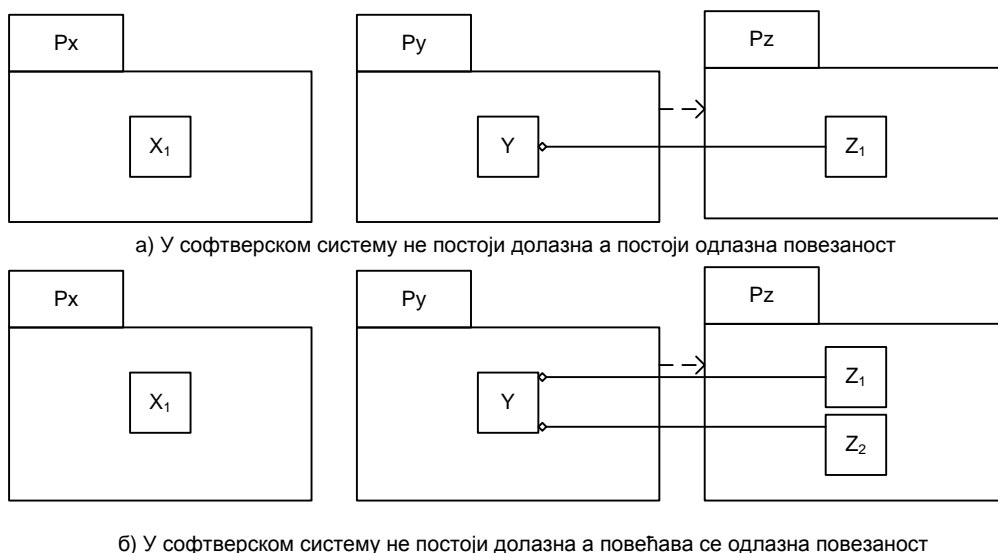 Px
Py
Pz
X₁
Y
Z₁
а) У софтверском систему не постоји долазна а постоји одлазна повезаност
Px
Py
Pz
X₁
Y
Z₁
Z₂
б) У софтверском систему не постоји долазна а повећава се одлазна повезаност